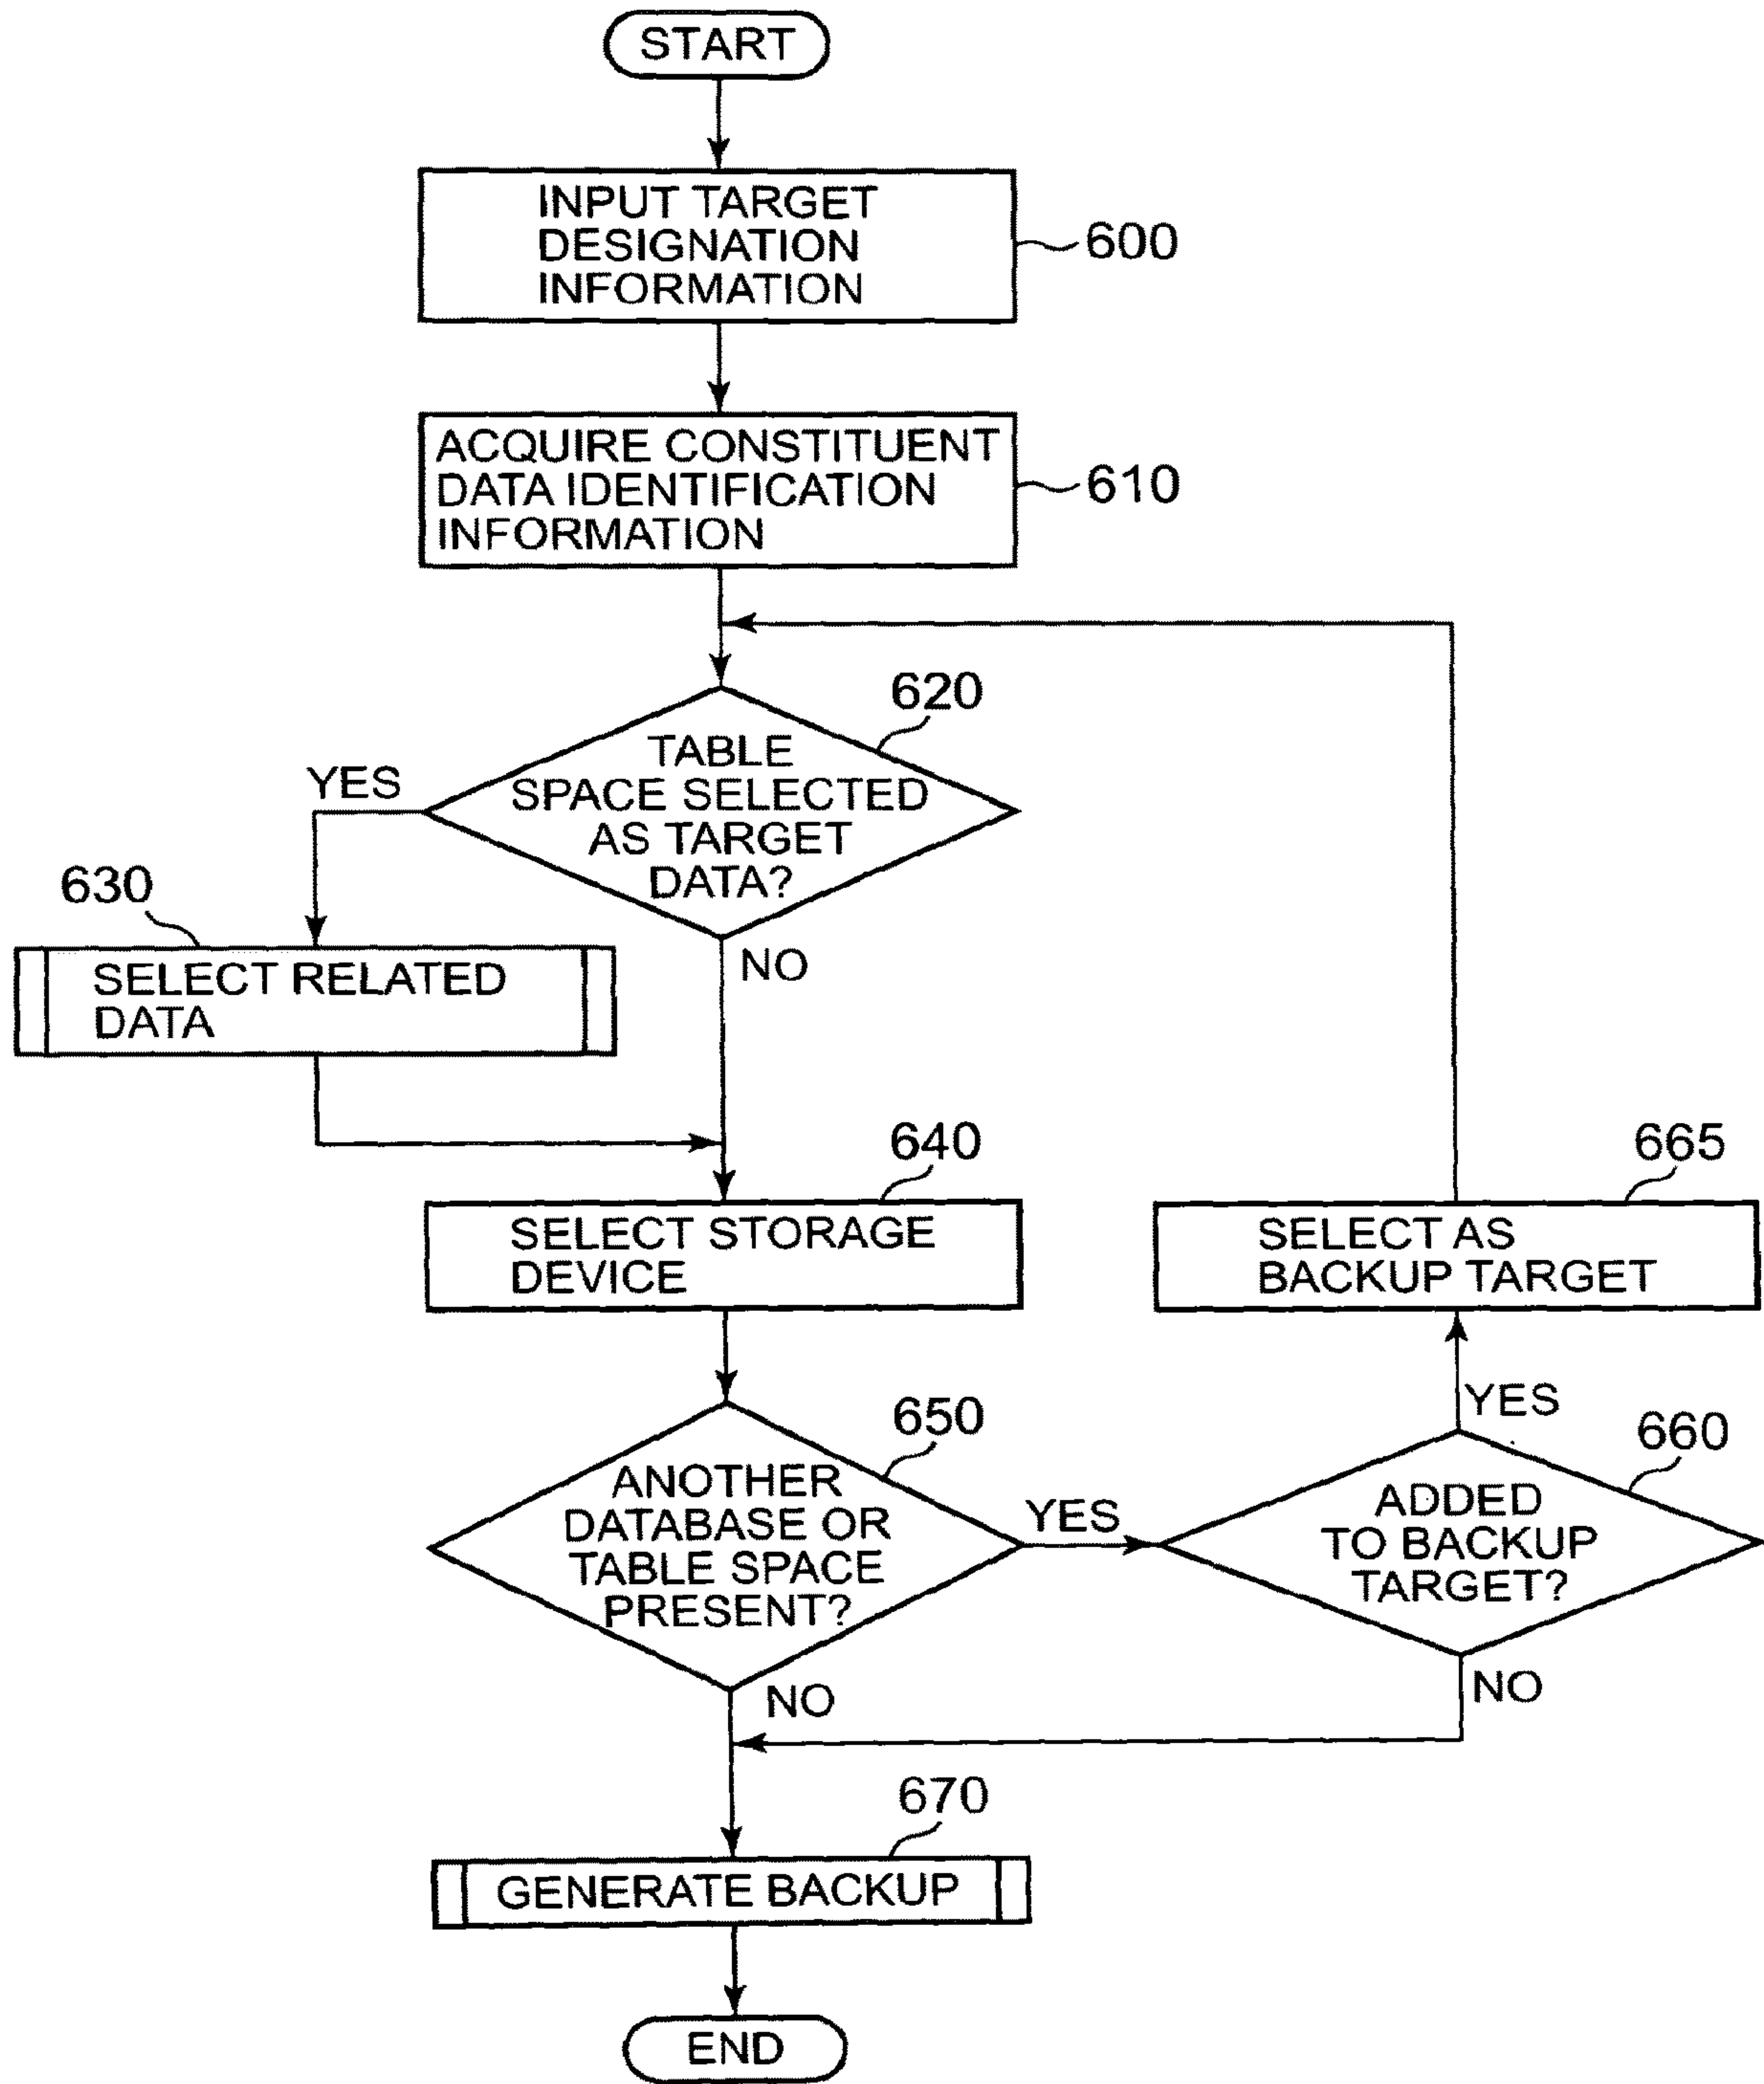 START
INPUT TARGET
DESIGNATION
INFORMATION
600
ACQUIRE CONSTITUENT
DATA IDENTIFICATION
INFORMATION
610
620
TABLE
SPACE SELECTED
AS TARGET
DATA?
YES
NO
630
SELECT RELATED
DATA
640
SELECT STORAGE
DEVICE
665
SELECT AS
BACKUP TARGET
650
ANOTHER
DATABASE OR
TABLE SPACE
PRESENT?
YES
NO
YES
660
ADDED
TO BACKUP
TARGET?
NO
670
GENERATE BACKUP
END